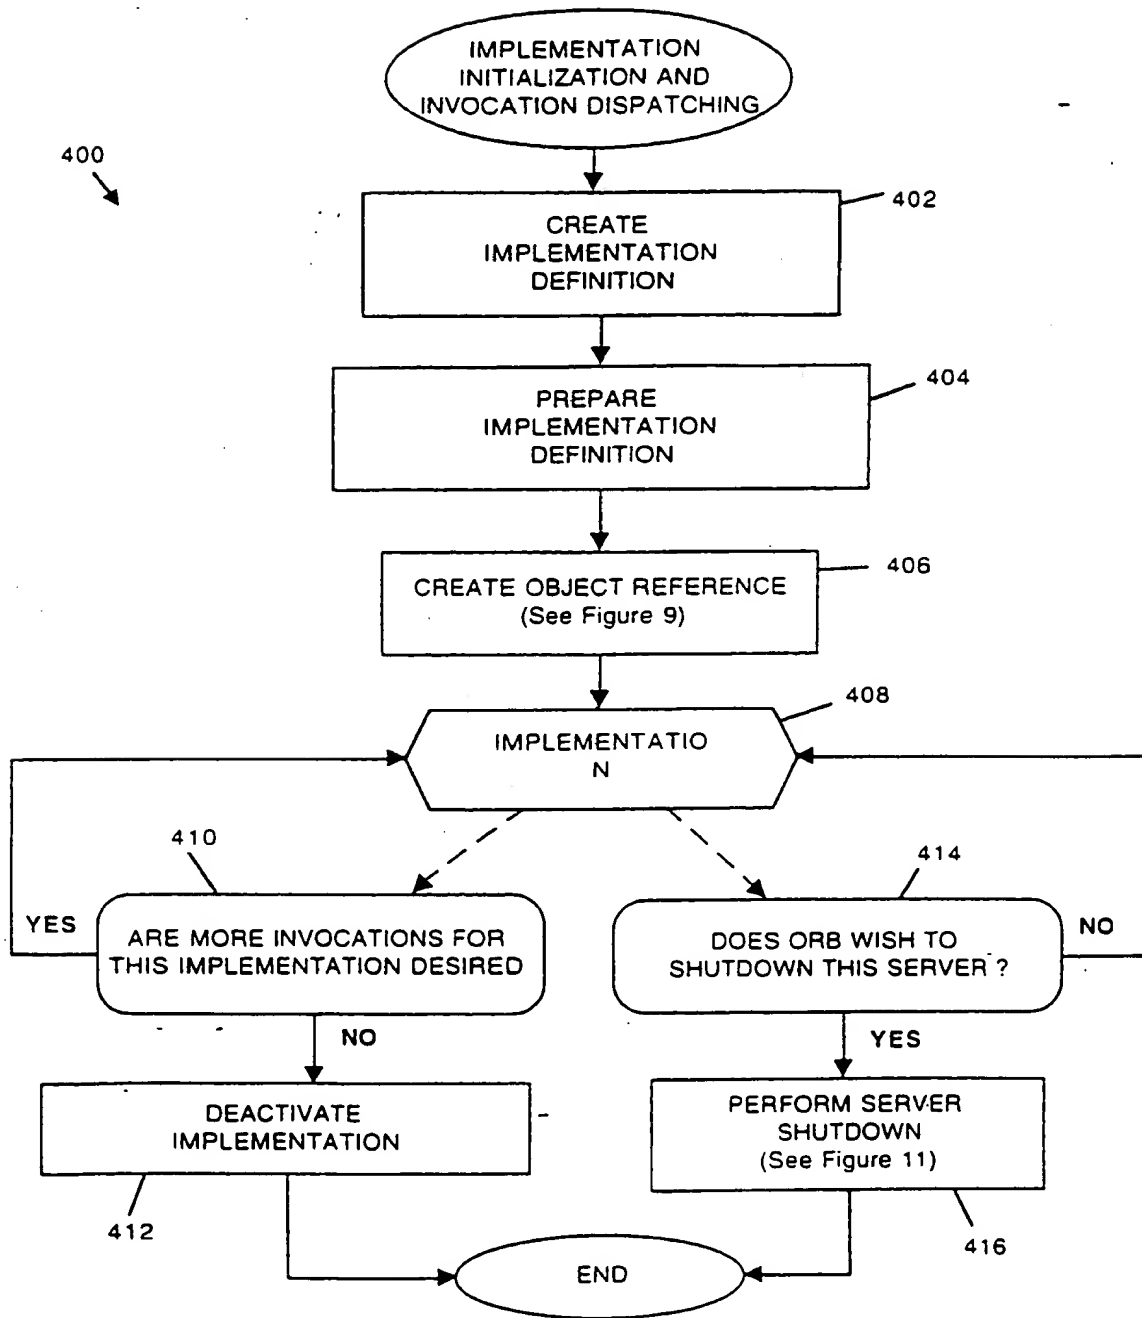 IMPLEMENTATION
INITIALIZATION AND
INVOCATION DISPATCHING
400
402
CREATE
IMPLEMENTATION
DEFINITION
404
PREPARE
IMPLEMENTATION
DEFINITION
406
CREATE OBJECT REFERENCE
(See Figure 9)
408
IMPLEMENTATIO
N
410
414
YES
ARE MORE INVOCATIONS FOR
THIS IMPLEMENTATION DESIRED
DOES ORB WISH TO
SHUTDOWN THIS SERVER ?
NO
NO
YES
DEACTIVATE
IMPLEMENTATION
PERFORM SERVER
SHUTDOWN
(See Figure 11)
412
416
END